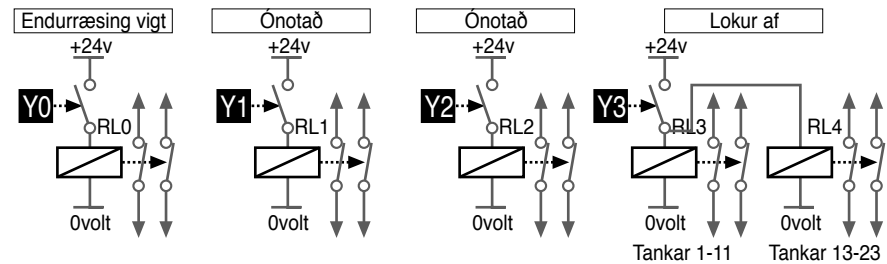 Endurræsing vigt
Ónotað
Ónotað
Lokur af
+24v
+24v
+24v
+24v
Y0
Y1
Y2
Y3
RL0
RL1
RL2
RL3
RL4
0volt
0volt
0volt
0volt
0volt
Tankar 1-11
Tankar 13-23